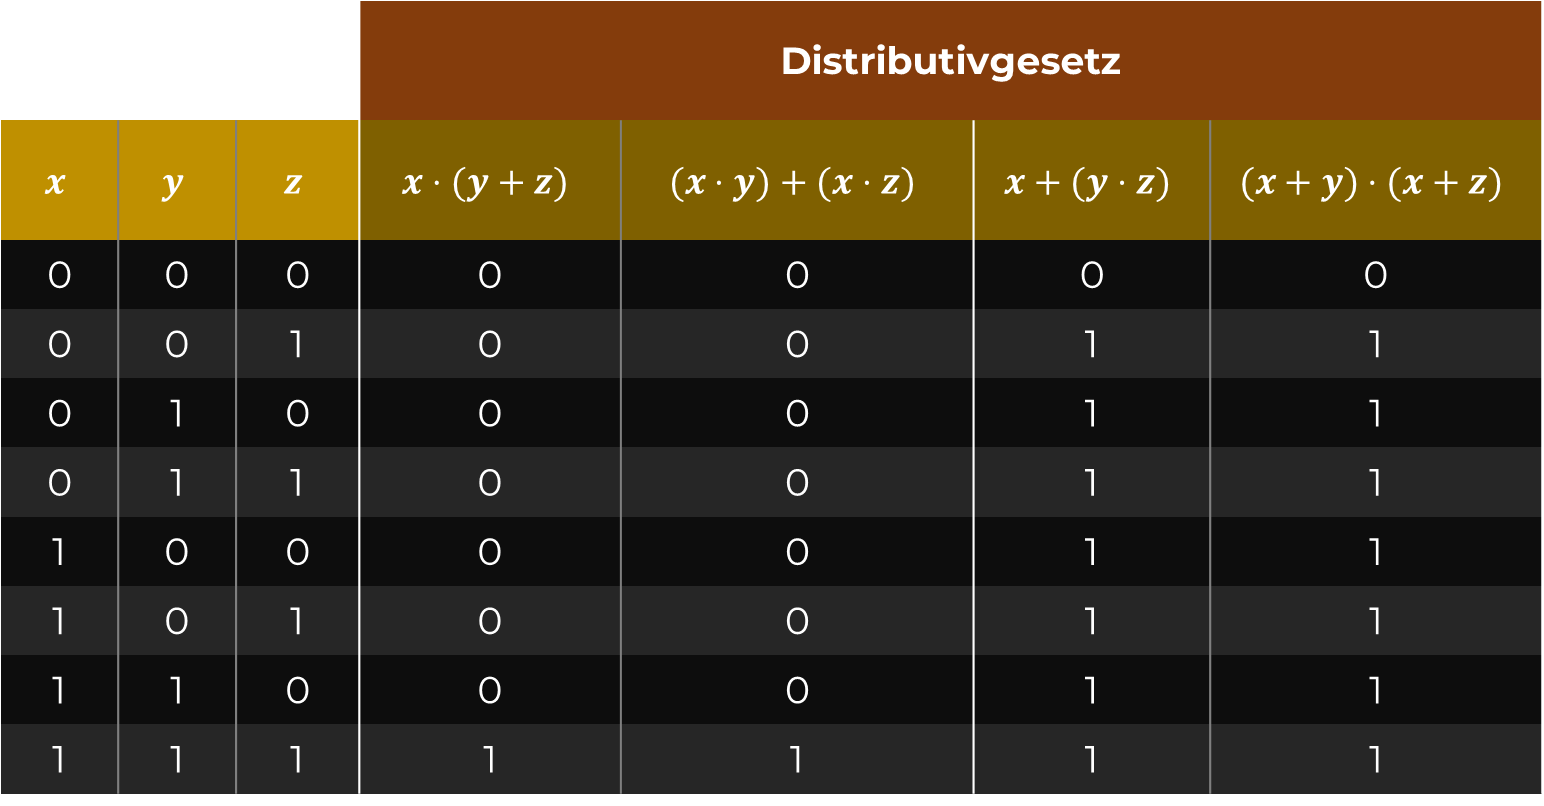 Distributivgesetz
x y z x · (y + z) (x · y) + (x · z) x + (y · z) (x + y) · (x + z)
0 0 0 0 0 0 0
0 0 1 0 0 1 1
0 1 0 0 0 1 1
0 1 1 0 0 1 1
1 0 0 0 0 1 1
1 0 1 0 0 1 1
1 1 0 0 0 1 1
1 1 1 1 1 1 1